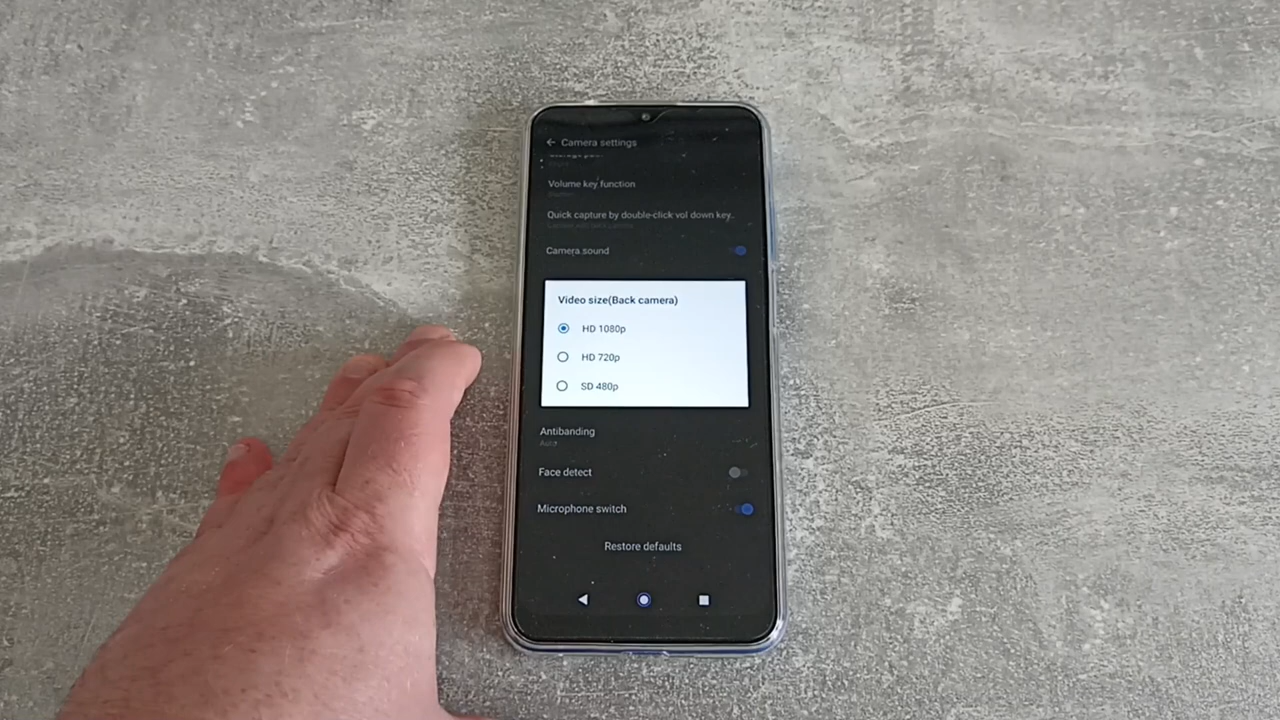 Camera settings
Volume key function
Quick capture by double-click vol down key.
Camera sound
Video size(Back camera)
HD 1080p
HD 720p
SD 480p
Antibanding
Auto
Face detect
Microphone switch
Restore defaults